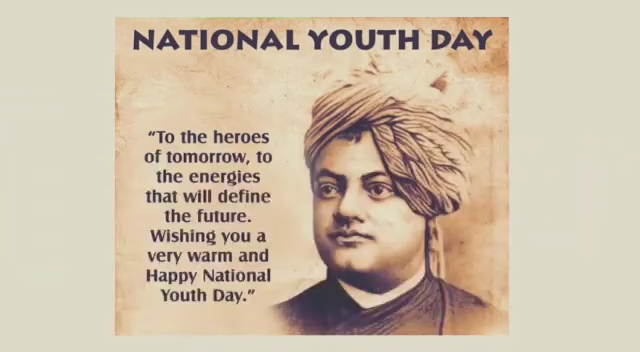 NATIONAL YOUTH DAY
“To the heroes
of tomorrow, to
the energies
that will define
the future.
Wishing you a
very warm and
Happy National
Youth Day.”